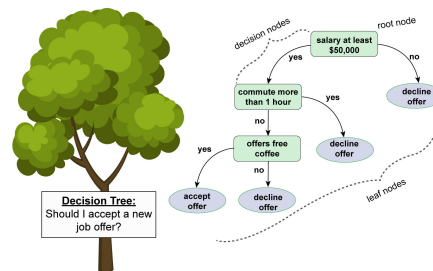 decision nodes
root node
salary at least
$50,000
yes
no
commute more
than 1 hour
decline
offer
yes
no
offers free
coffee
decline
offer
yes
no
leaf nodes
accept
offer
decline
offer
Decision Tree:
Should I accept a new
job offer?